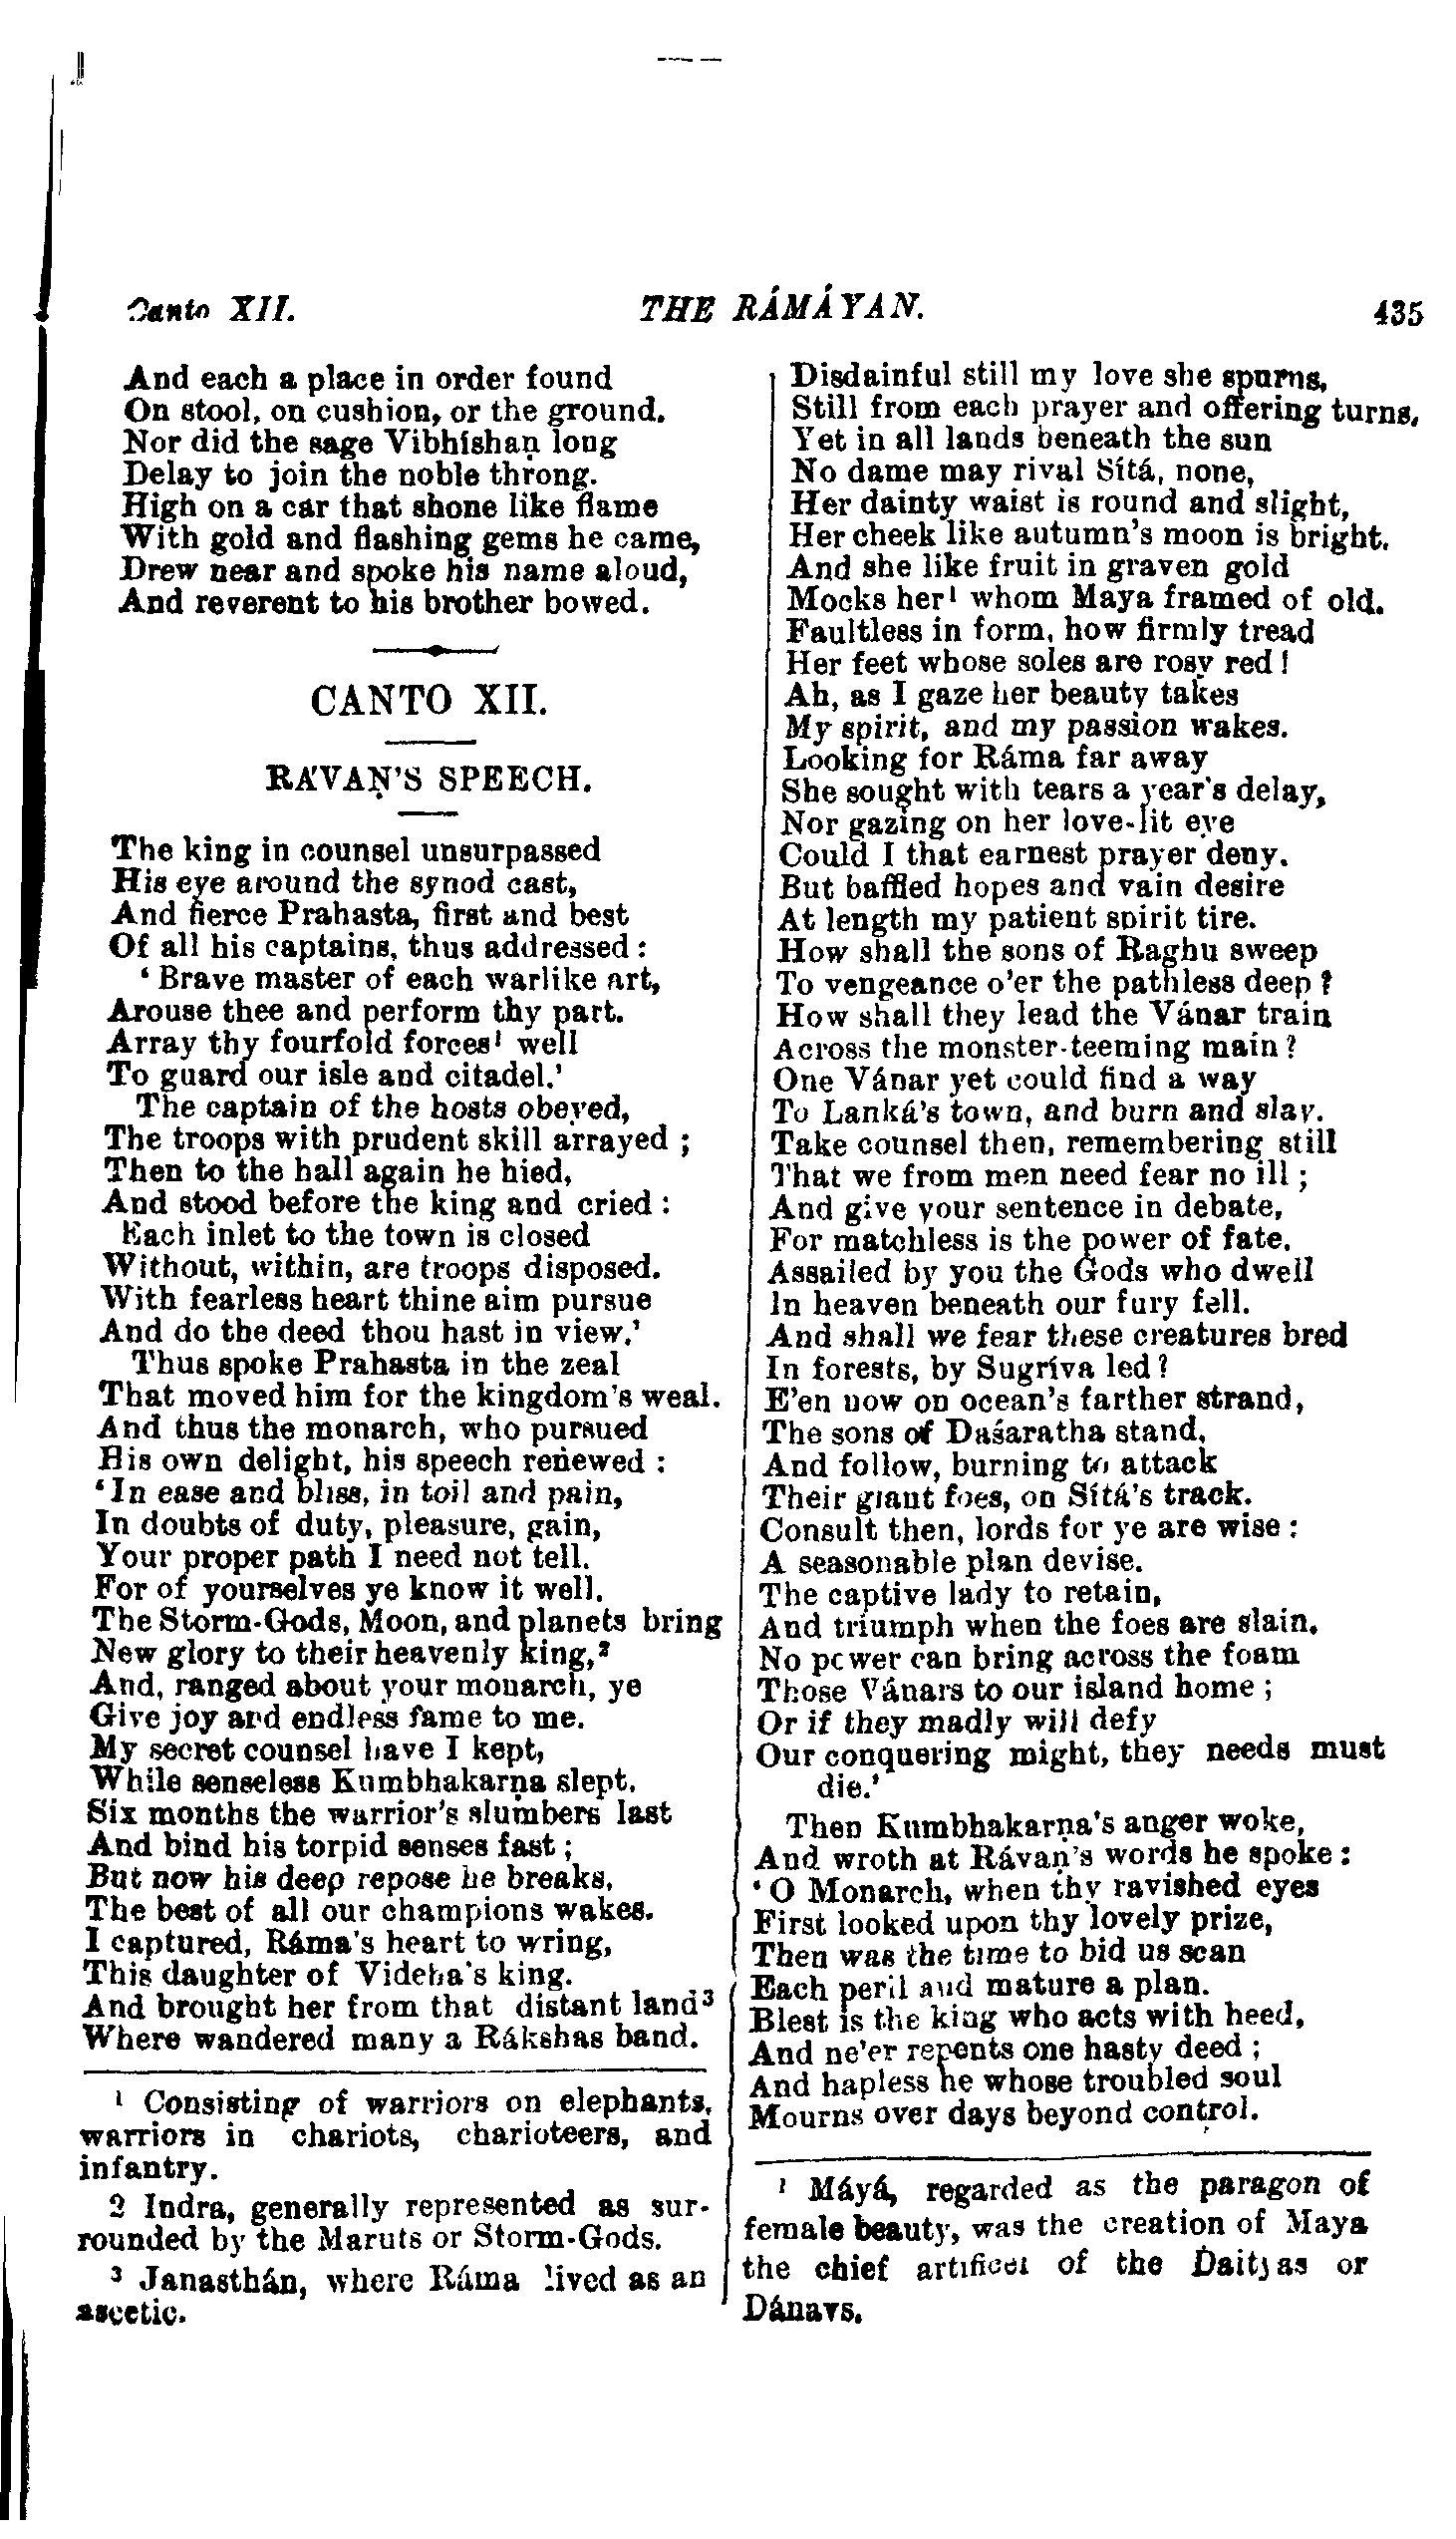 Canto XII.
THE RÁMÁYAN.
435
And each a place in order found
On stool, on cushion, or the ground.
Nor did the sage Vibhíshaṇ long
Delay to join the noble throng.
High on a car that shone like flame
With gold and flashing gems he came,
Drew near and spoke his name aloud,
And reverent to his brother bowed.
CANTO XII.
RÁVAṆ'S SPEECH.
The king in counsel unsurpassed
His eye around the synod cast,
And fierce Prahasta, first and best
Of all his captains, thus addressed:
‘Brave master of each warlike art,
Arouse thee and perform thy part.
Array thy fourfold forces¹ well
To guard our isle and citadel.’
The captain of the hosts obeyed,
The troops with prudent skill arrayed ;
Then to the hall again he hied,
And stood before the king and cried :
Each inlet to the town is closed
Without, within, are troops disposed.
With fearless heart thine aim pursue
And do the deed thou hast in view.’
Thus spoke Prahasta in the zeal
That moved him for the kingdom's weal.
And thus the monarch, who pursued
His own delight, his speech renewed :
‘In ease and bliss, in toil and pain,
In doubts of duty, pleasure, gain,
Your proper path I need not tell.
For of yourselves ye know it well.
The Storm-Gods, Moon, and planets bring
New glory to their heavenly king,²
And, ranged about your monarch, ye
Give joy and endless fame to me.
My secret counsel have I kept,
While senseless Kumbhakarṇa slept.
Six months the warrior's slumbers last
And bind his torpid senses fast ;
But now his deep repose he breaks,
The best of all our champions wakes.
I captured, Ráma's heart to wring,
This daughter of Videha's king.
And brought her from that distant land³
Where wandered many a Rákshas band.
¹ Consisting of warriors on elephants,
warriors in chariots, charioteers, and
infantry.
2 Indra, generally represented as sur-
rounded by the Maruts or Storm-Gods.
³ Janasthán, where Ráma lived as an
ascetic.
Disdainful still my love she spurns,
Still from each prayer and offering turns,
Yet in all lands beneath the sun
No dame may rival Sítá, none,
Her dainty waist is round and slight,
Her cheek like autumn's moon is bright,
And she like fruit in graven gold
Mocks her¹ whom Maya framed of old.
Faultless in form, how firmly tread
Her feet whose soles are rosy red!
Ah, as I gaze her beauty takes
My spirit, and my passion wakes.
Looking for Ráma far away
She sought with tears a year's delay,
Nor gazing on her love-lit eye
Could I that earnest prayer deny.
But baffled hopes and vain desire
At length my patient spirit tire.
How shall the sons of Raghu sweep
To vengeance o'er the pathless deep ?
How shall they lead the Vánar train
Across the monster-teeming main?
One Vánar yet could find a way
To Lanká's town, and burn and slay.
Take counsel then, remembering still
That we from men need fear no ill ;
And give your sentence in debate,
For matchless is the power of fate.
Assailed by you the Gods who dwell
In heaven beneath our fury fell.
And shall we fear these creatures bred
In forests, by Sugríva led?
E'en now on ocean's farther strand,
The sons of Daśaratha stand,
And follow, burning to attack
Their giant foes, on Sítá's track.
Consult then, lords for ye are wise :
A seasonable plan devise.
The captive lady to retain,
And triumph when the foes are slain.
No power can bring across the foam
Those Vánars to our island home ;
Or if they madly will defy
Our conquering might, they needs must
die.’
Then Kumbhakarṇa's anger woke,
And wroth at Rávaṇ's words he spoke :
‘O Monarch, when thy ravished eyes
First looked upon thy lovely prize,
Then was the time to bid us scan
Each peril and mature a plan.
Blest is the king who acts with heed,
And ne'er repents one hasty deed ;
And hapless he whose troubled soul
Mourns over days beyond control.
¹ Máyá, regarded as the paragon of
female beauty, was the creation of Maya
the chief artificer of the Daityas or
Dánavs.